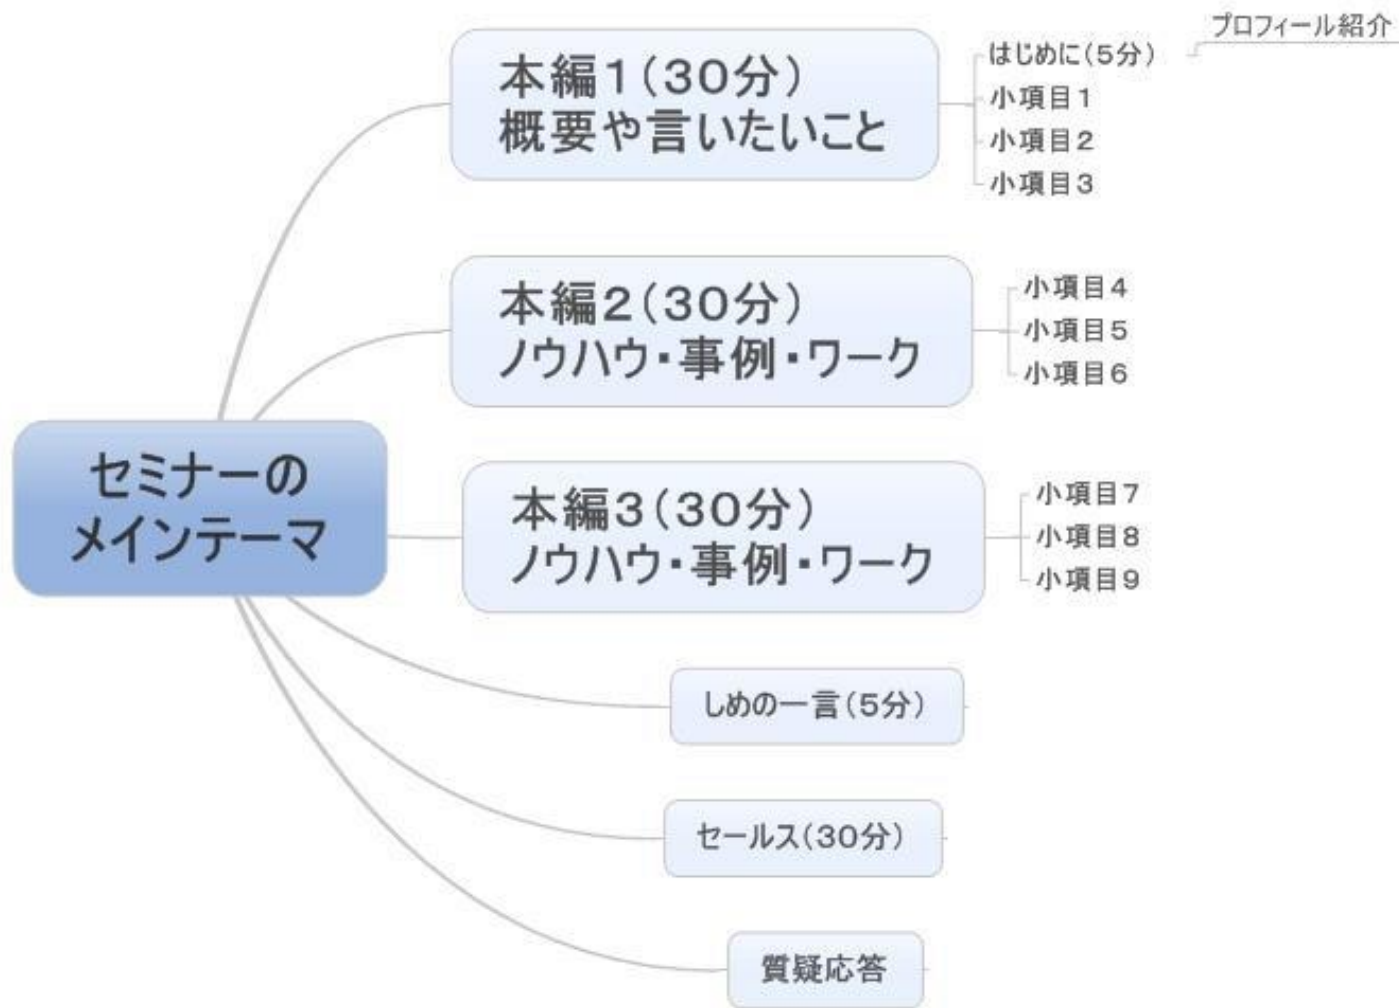 プロフィール紹介
本編1(30分)
概要や言いたいこと
はじめに(5分)
小項目1
小項目2
小項目3
本編2(30分)
ノウハウ・事例・ワーク
小項目4
小項目5
小項目6
セミナーの
メインテーマ
本編3(30分)
ノウハウ・事例・ワーク
小項目7
小項目8
小項目9
しめの一言(5分)
セールス(30分)
質疑応答